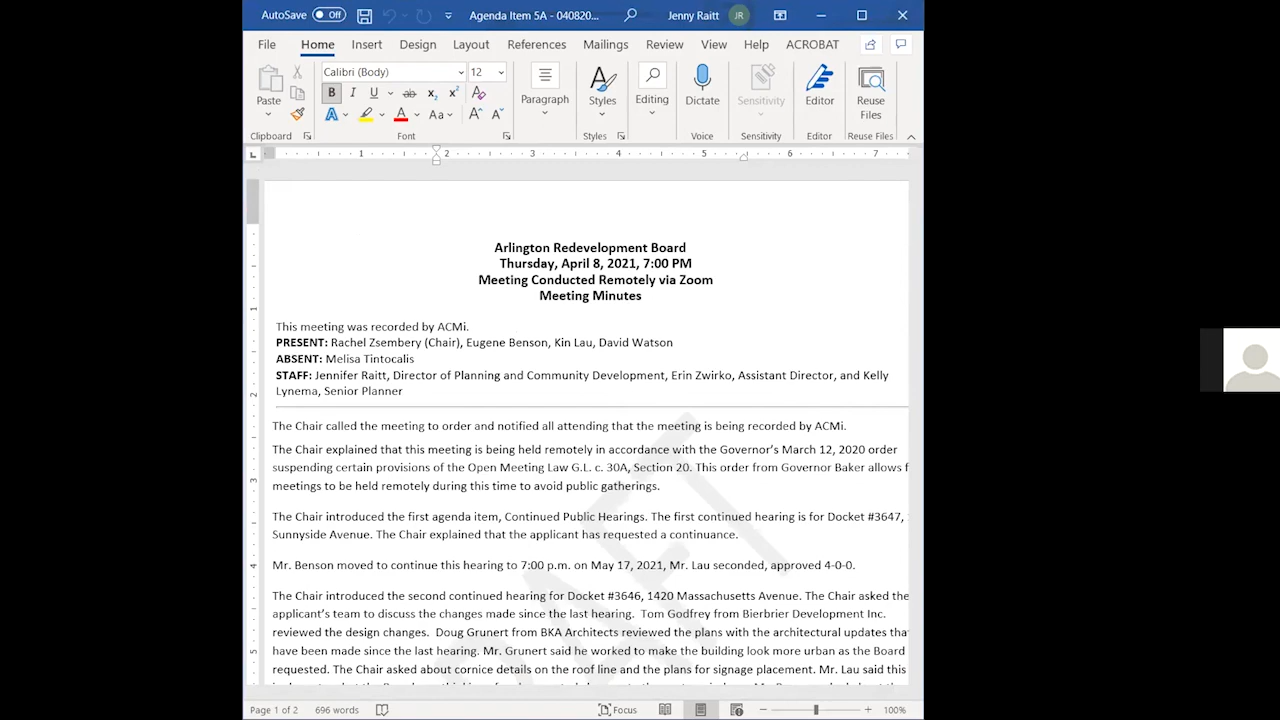 AutoSave Off Agenda Item 5A - 040820... Jenny Raitt JR
File Home Insert Design Layout References Mailings Review View Help ACROBAT
Calibri (Body) 12
Paste Paragraph Styles Editing Dictate Sensitivity Editor Reuse Files
B I U ab x₂ x²
A A Aa A A
Clipboard Font Styles Voice Sensitivity Editor Reuse Files
L 1 2 3 4 5 6 7
Arlington Redevelopment Board
Thursday, April 8, 2021, 7:00 PM
Meeting Conducted Remotely via Zoom
Meeting Minutes
This meeting was recorded by ACMi.
PRESENT: Rachel Zsembery (Chair), Eugene Benson, Kin Lau, David Watson
ABSENT: Melisa Tintocalis
STAFF: Jennifer Raitt, Director of Planning and Community Development, Erin Zwirko, Assistant Director, and Kelly
Lynema, Senior Planner
The Chair called the meeting to order and notified all attending that the meeting is being recorded by ACMi.
The Chair explained that this meeting is being held remotely in accordance with the Governor's March 12, 2020 order
suspending certain provisions of the Open Meeting Law G.L. c. 30A, Section 20. This order from Governor Baker allows f
meetings to be held remotely during this time to avoid public gatherings.
The Chair introduced the first agenda item, Continued Public Hearings. The first continued hearing is for Docket #3647,
Sunnyside Avenue. The Chair explained that the applicant has requested a continuance.
Mr. Benson moved to continue this hearing to 7:00 p.m. on May 17, 2021, Mr. Lau seconded, approved 4-0-0.
The Chair introduced the second continued hearing for Docket #3646, 1420 Massachusetts Avenue. The Chair asked the
applicant's team to discuss the changes made since the last hearing. Tom Godfrey from Bierbrier Development Inc.
reviewed the design changes. Doug Grunert from BKA Architects reviewed the plans with the architectural updates tha
have been made since the last hearing. Mr. Grunert said he worked to make the building look more urban as the Board
requested. The Chair asked about cornice details on the roof line and the plans for signage placement. Mr. Lau said this
Page 1 of 2 696 words Focus 100%